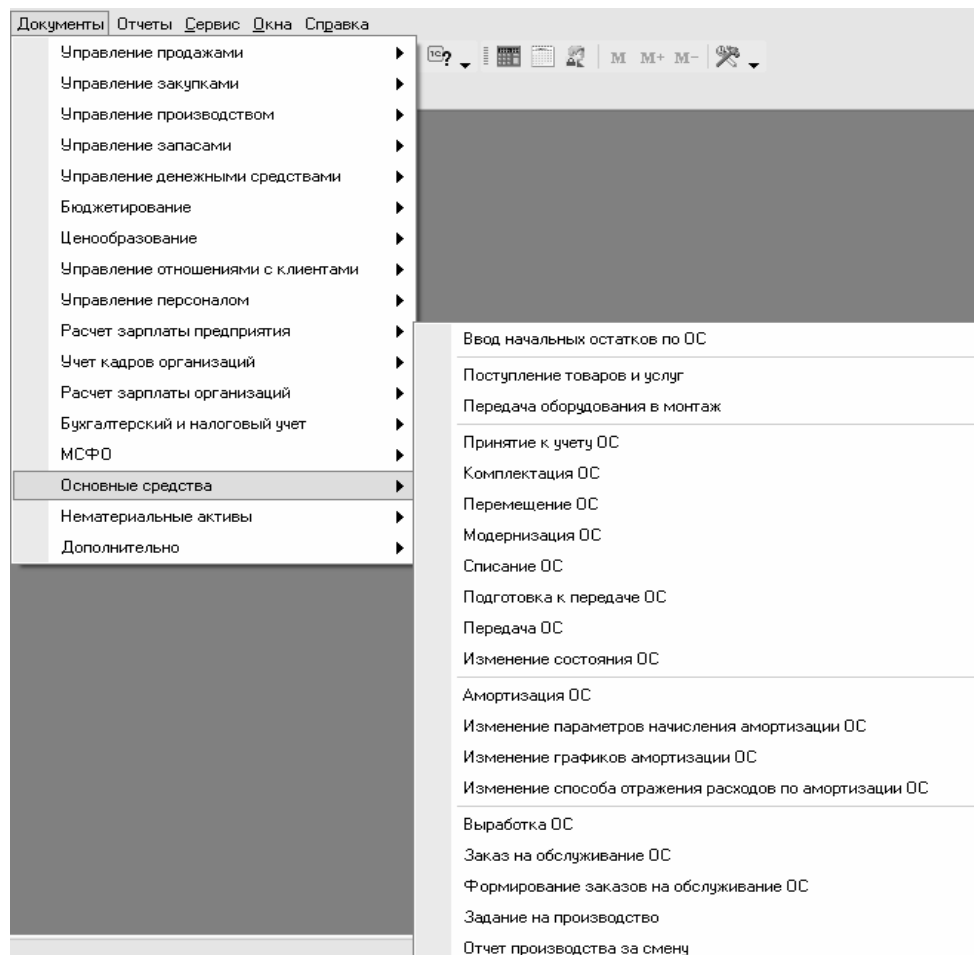 Документы Отчеты Сервис Окна Справка
1С? M M+ M-
Управление продажами
Управление закупками
Управление производством
Управление запасами
Управление денежными средствами
Бюджетирование
Ценообразование
Управление отношениями с клиентами
Управление персоналом
Расчет зарплаты предприятия
Учет кадров организаций
Расчет зарплаты организаций
Бухгалтерский и налоговый учет
МСФО
Основные средства
Нематериальные активы
Дополнительно
Ввод начальных остатков по ОС
Поступление товаров и услуг
Передача оборудования в монтаж
Принятие к учету ОС
Комплектация ОС
Перемещение ОС
Модернизация ОС
Списание ОС
Подготовка к передаче ОС
Передача ОС
Изменение состояния ОС
Амортизация ОС
Изменение параметров начисления амортизации ОС
Изменение графиков амортизации ОС
Изменение способа отражения расходов по амортизации ОС
Выработка ОС
Заказ на обслуживание ОС
Формирование заказов на обслуживание ОС
Задание на производство
Отчет производства за смену